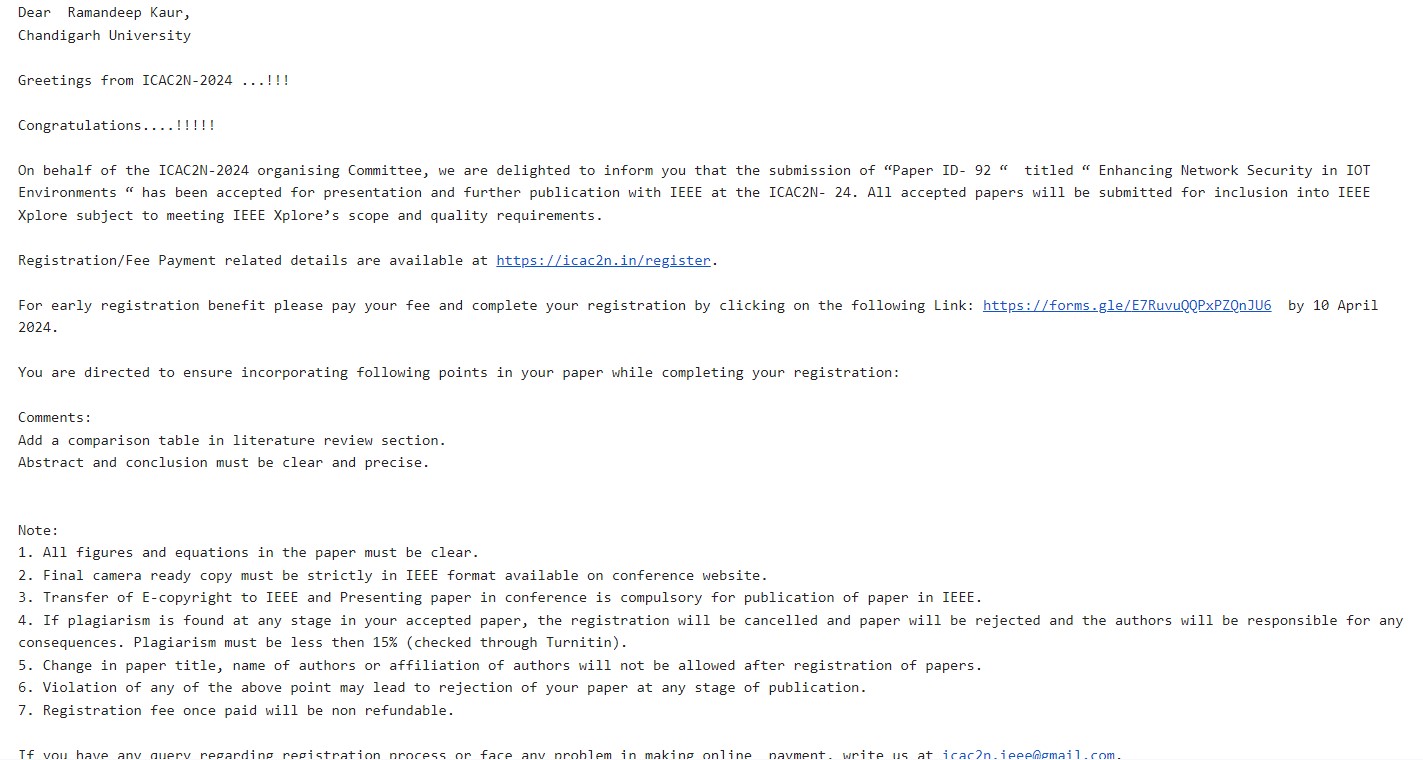 Dear  Ramandeep Kaur,
Chandigarh University
Greetings from ICAC2N-2024 ...!!!
Congratulations....!!!!!
On behalf of the ICAC2N-2024 organising Committee, we are delighted to inform you that the submission of “Paper ID- 92 “  titled “ Enhancing Network Security in IOT
Environments “ has been accepted for presentation and further publication with IEEE at the ICAC2N- 24. All accepted papers will be submitted for inclusion into IEEE
Xplore subject to meeting IEEE Xplore’s scope and quality requirements.
Registration/Fee Payment related details are available at https://icac2n.in/register.
For early registration benefit please pay your fee and complete your registration by clicking on the following Link: https://forms.gle/E7RuvuQQPxPZQnJU6  by 10 April
2024.
You are directed to ensure incorporating following points in your paper while completing your registration:
Comments:
Add a comparison table in literature review section.
Abstract and conclusion must be clear and precise.
Note:
1. All figures and equations in the paper must be clear.
2. Final camera ready copy must be strictly in IEEE format available on conference website.
3. Transfer of E-copyright to IEEE and Presenting paper in conference is compulsory for publication of paper in IEEE.
4. If plagiarism is found at any stage in your accepted paper, the registration will be cancelled and paper will be rejected and the authors will be responsible for any
consequences. Plagiarism must be less then 15% (checked through Turnitin).
5. Change in paper title, name of authors or affiliation of authors will not be allowed after registration of papers.
6. Violation of any of the above point may lead to rejection of your paper at any stage of publication.
7. Registration fee once paid will be non refundable.
If you have any query regarding registration process or face any problem in making online  payment, write us at icac2n.ieee@gmail.com.